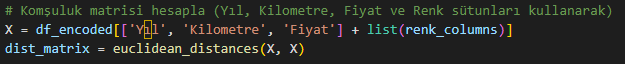 # Komşuluk matrisi hesapla (Yıl, Kilometre, Fiyat ve Renk sütunları kullanarak)
X = df_encoded[['Yıl', 'Kilometre', 'Fiyat'] + list(renk_columns)]
dist_matrix = euclidean_distances(X, X)